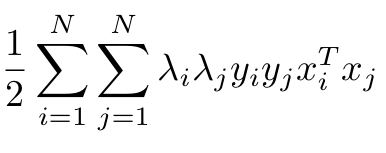 \frac{1}{2} \sum_{i=1}^{N} \sum_{j=1}^{N} \lambda_i \lambda_j y_i y_j x_i^T x_j